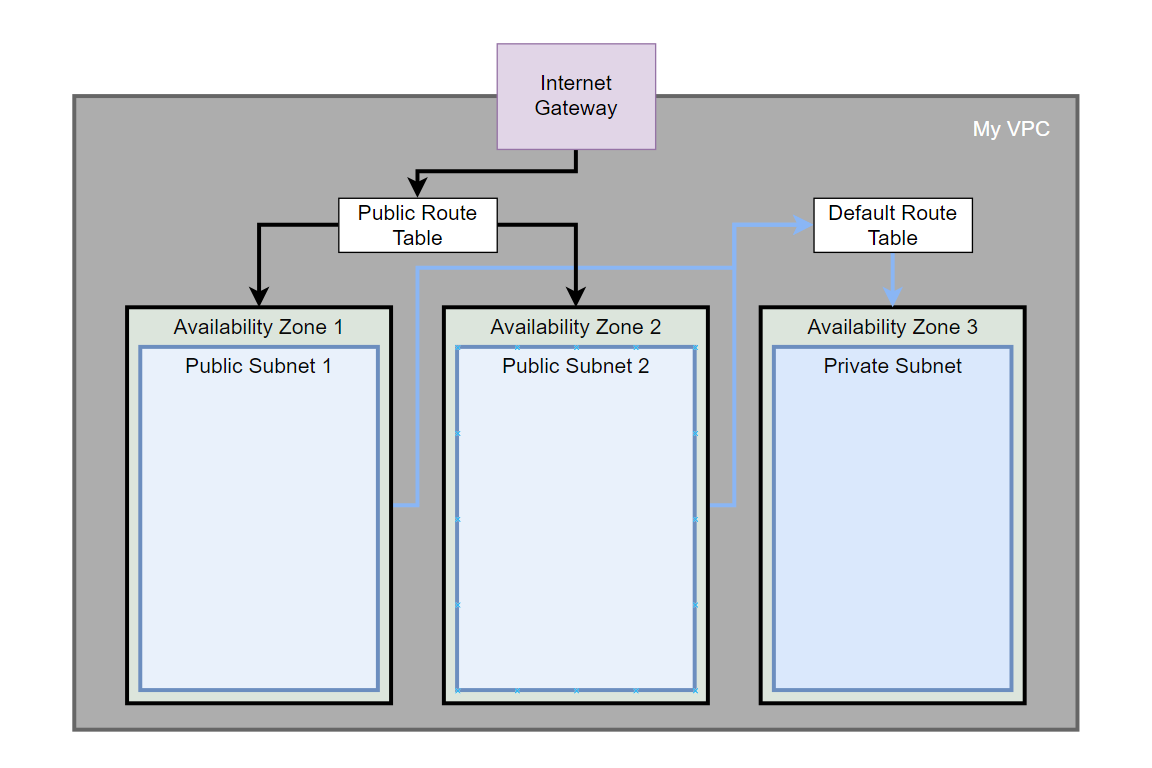 Internet
Gateway
My VPC
Public Route
Table
Default Route
Table
Availability Zone 1
Availability Zone 2
Availability Zone 3
Public Subnet 1
Public Subnet 2
Private Subnet